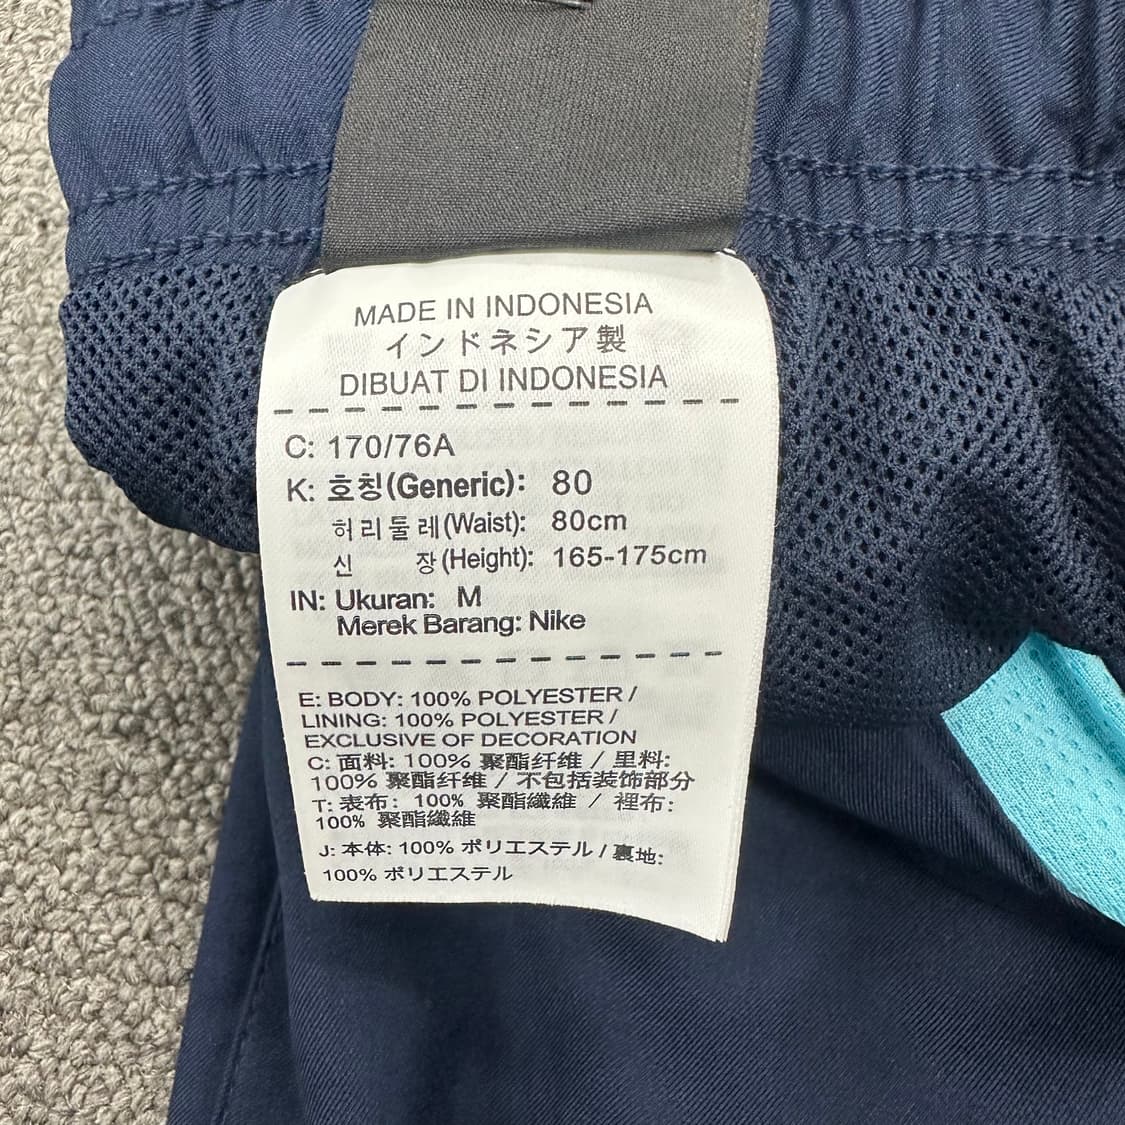 MADE IN INDONESIA
インドネシア製
DIBUAT DI INDONESIA
C: 170/76A
K: 호칭(Generic): 80
허리둘레(Waist): 80cm
신 장(Height): 165-175cm
IN: Ukuran: M
Merek Barang: Nike
E: BODY: 100% POLYESTER /
LINING: 100% POLYESTER /
EXCLUSIVE OF DECORATION
C: 面料: 100% 聚酯纤维 / 里料:
100% 聚酯纤维 / 不包括装饰部分
T: 表布: 100% 聚酯纖維 / 裡布:
100% 聚酯纖維
J: 本体: 100% ポリエステル / 裏地:
100% ポリエステル